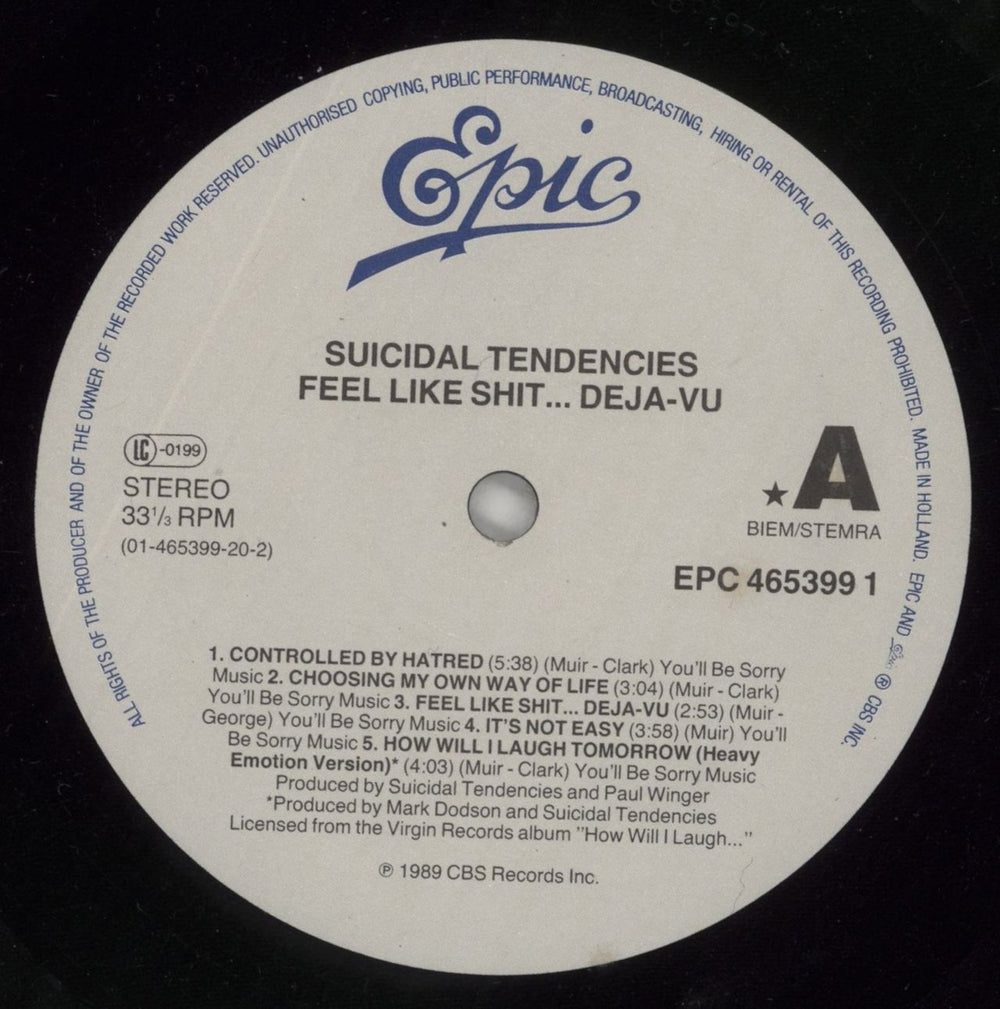 ALL RIGHTS OF THE PRODUCER AND OF THE OWNER OF THE RECORDED WORK RESERVED. UNAUTHORISED COPYING, PUBLIC PERFORMANCE, BROADCASTING, HIRING OR RENTAL OF THIS RECORDING PROHIBITED. MADE IN HOLLAND. EPIC AND Epic ® CBS INC.
Epic
SUICIDAL TENDENCIES
FEEL LIKE SHIT... DEJA-VU
LC-0199
STEREO
33 1/3 RPM
(01-465399-20-2)
★A
BIEM/STEMRA
EPC 465399 1
1. CONTROLLED BY HATRED (5:38) (Muir - Clark) You'll Be Sorry
Music 2. CHOOSING MY OWN WAY OF LIFE (3:04) (Muir - Clark)
You'll Be Sorry Music 3. FEEL LIKE SHIT... DEJA-VU (2:53) (Muir -
George) You'll Be Sorry Music 4. IT'S NOT EASY (3:58) (Muir) You'll
Be Sorry Music 5. HOW WILL I LAUGH TOMORROW (Heavy
Emotion Version)* (4:03) (Muir - Clark) You'll Be Sorry Music
Produced by Suicidal Tendencies and Paul Winger
*Produced by Mark Dodson and Suicidal Tendencies
Licensed from the Virgin Records album "How Will I Laugh..."
℗ 1989 CBS Records Inc.